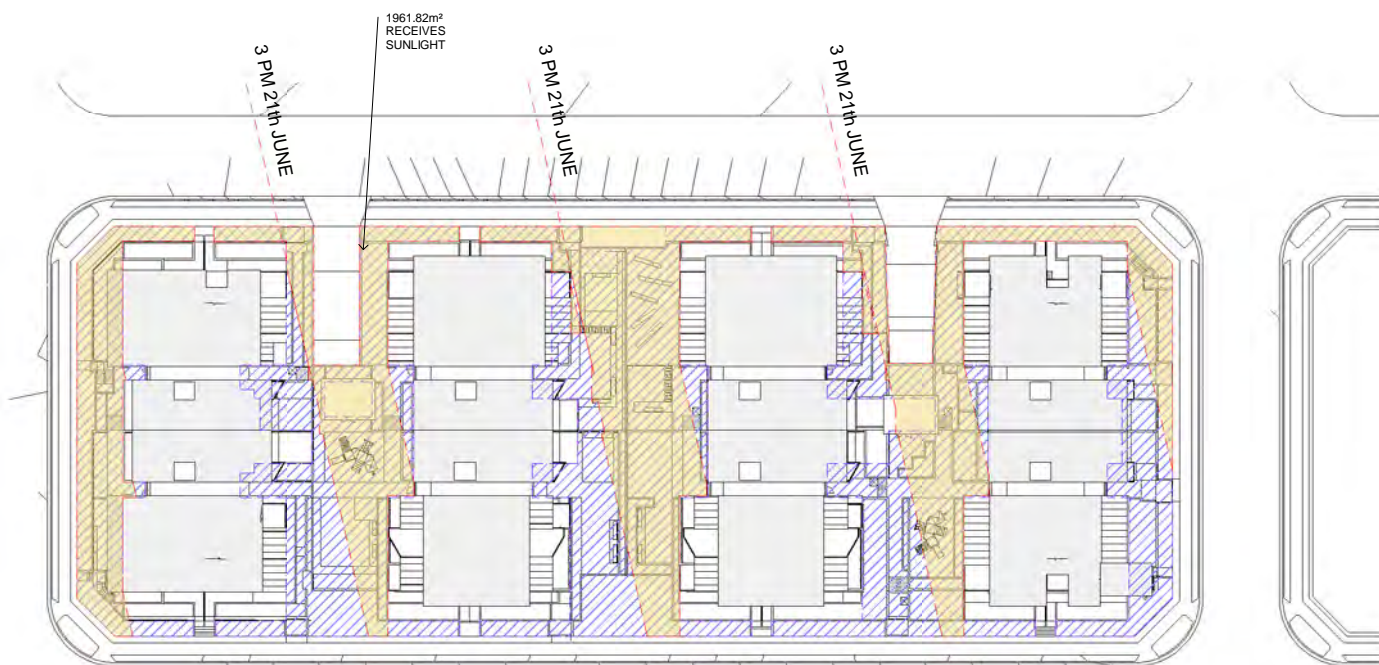 1961.82m²
RECEIVES
SUNLIGHT
3 PM 21th JUNE
3 PM 21th JUNE
3 PM 21th JUNE